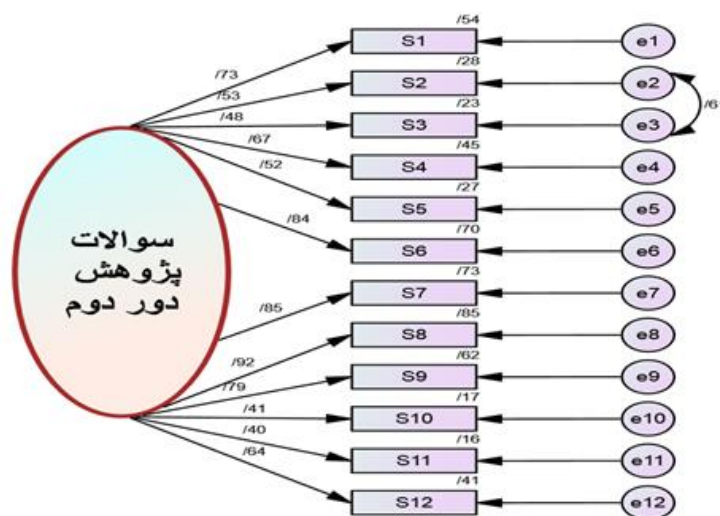 /54
/73
S1
e1
/28
/53
S2
e2
/6
/23
/48
S3
e3
/45
/67
S4
e4
/27
/52
S5
e5
/70
/84
S6
e6
سوالات
پژوهش
دور دوم
/73
/85
S7
e7
/85
/92
S8
e8
/62
/79
S9
e9
/17
/41
S10
e10
/16
/40
S11
e11
/41
/64
S12
e12